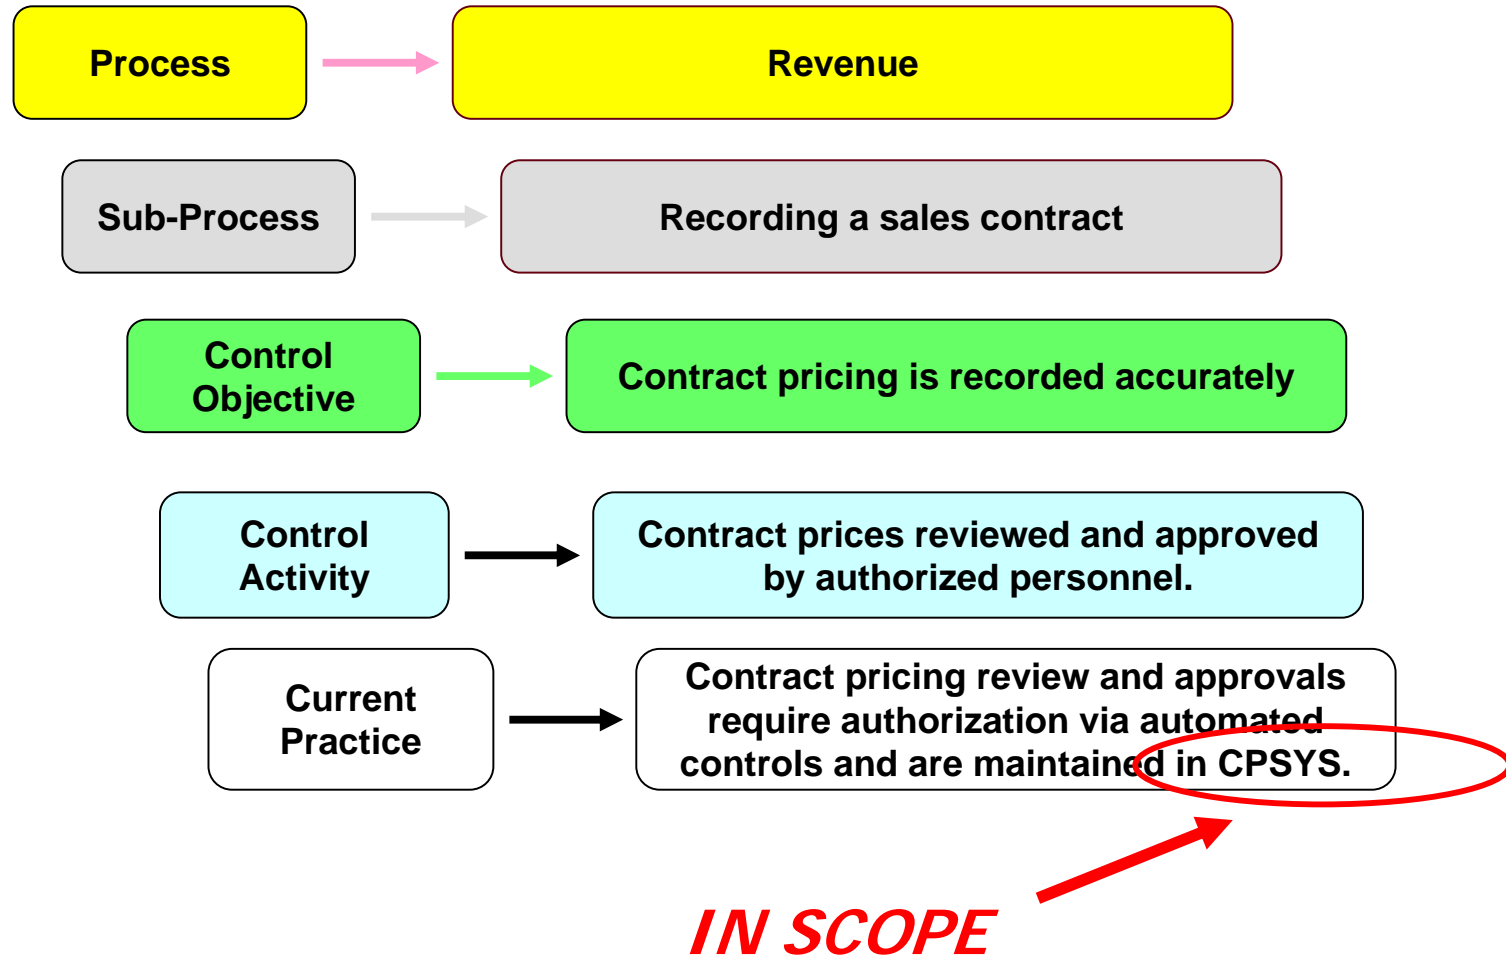 Process
Revenue
Sub-Process
Recording a sales contract
Control
Objective
Contract pricing is recorded accurately
Control
Activity
Contract prices reviewed and approved
by authorized personnel.
Current
Practice
Contract pricing review and approvals
require authorization via automated
controls and are maintained in CPSYS.
IN SCOPE